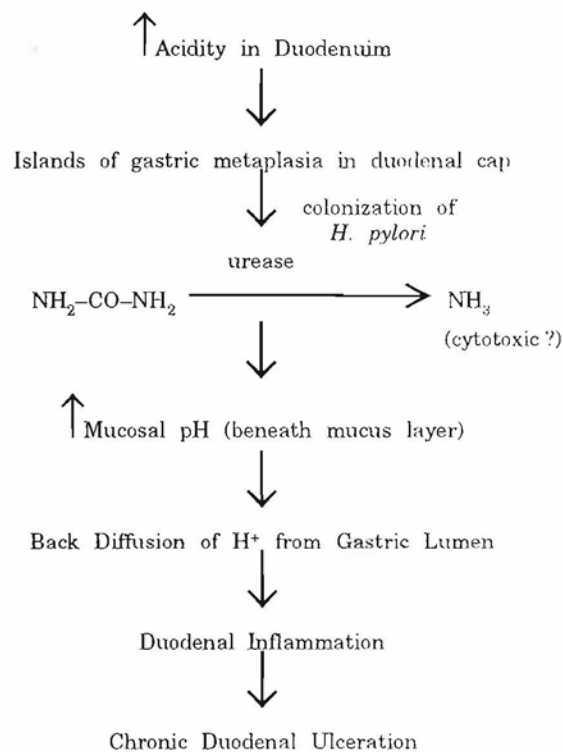 ↑ Acidity in Duodenuim
Islands of gastric metaplasia in duodenal cap
colonization of
H. pylori
urease
NH₂–CO–NH₂ NH₃
(cytotoxic ?)
↑ Mucosal pH (beneath mucus layer)
Back Diffusion of H⁺ from Gastric Lumen
Duodenal Inflammation
Chronic Duodenal Ulceration